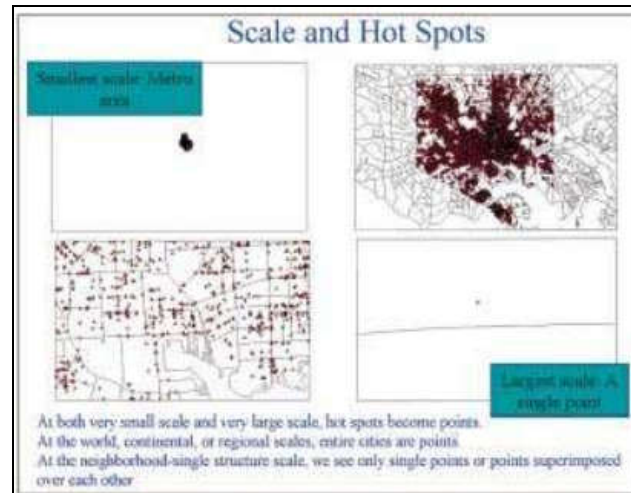 Scale and Hot Spots
Smallest scale: Metro
area
Largest scale: A
single point
At both very small scale and very large scale, hot spots become points.
At the world, continental, or regional scales, entire cities are points
At the neighborhood-single structure scale, we see only single points or points superimposed
over each other